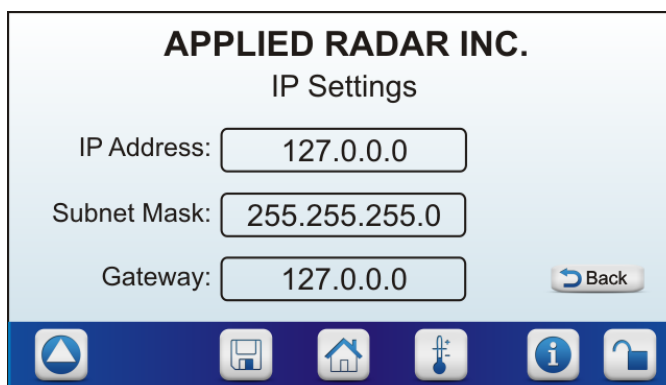 APPLIED RADAR INC.
IP Settings
IP Address: 127.0.0.0
Subnet Mask: 255.255.255.0
Gateway: 127.0.0.0
Back